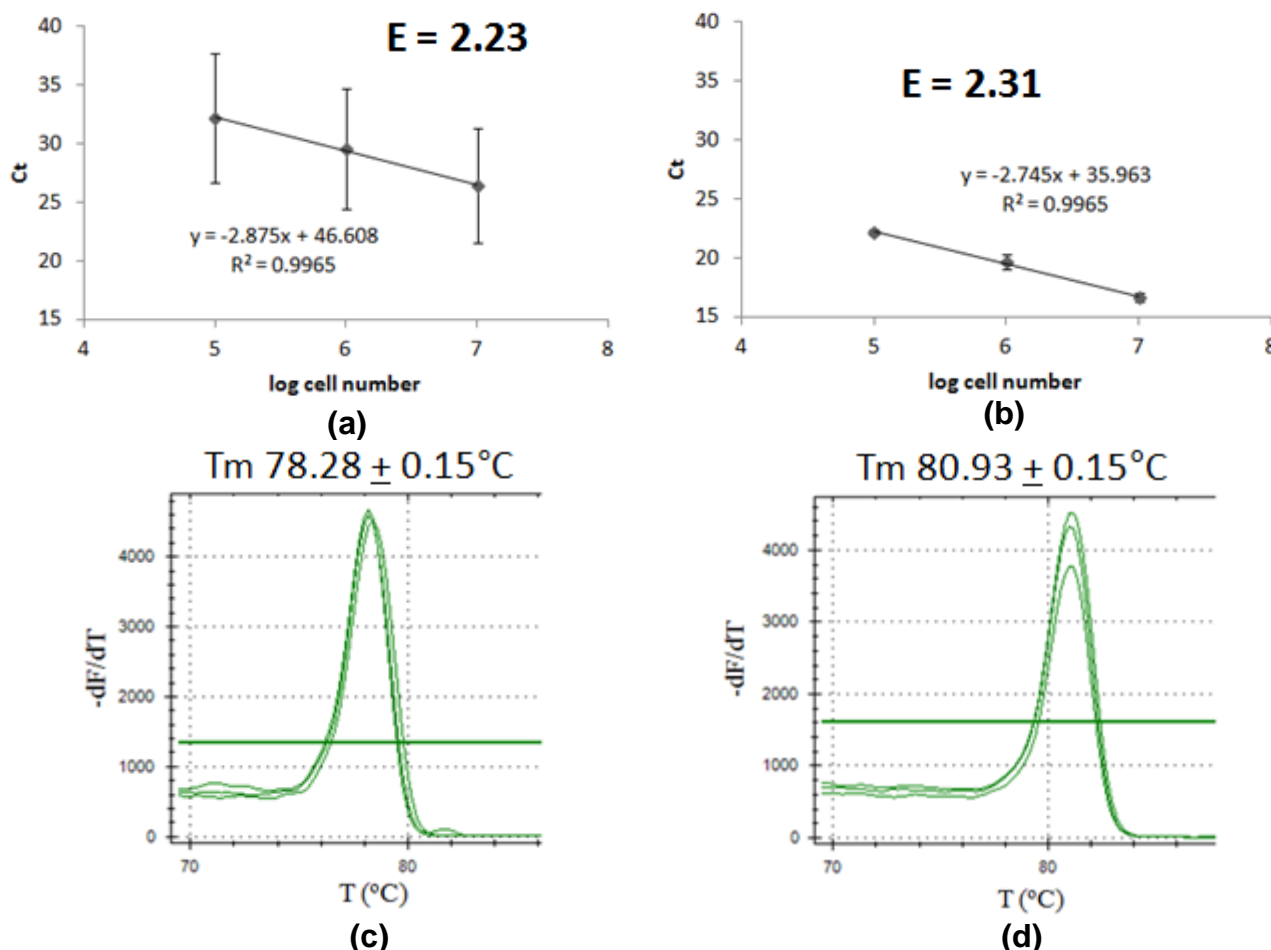 40
35
30
25
20
15
Ct
E = 2.23
y = -2.875x + 46.608
R² = 0.9965
4 5 6 7 8
log cell number
(a)
40
35
30
25
20
15
Ct
E = 2.31
y = -2.745x + 35.963
R² = 0.9965
4 5 6 7 8
log cell number
(b)
Tm 78.28 ± 0.15°C
4000
3000
2000
1000
0
-dF/dT
70 80
T (°C)
(c)
Tm 80.93 ± 0.15°C
4000
3000
2000
1000
0
-dF/dT
70 80
T (°C)
(d)